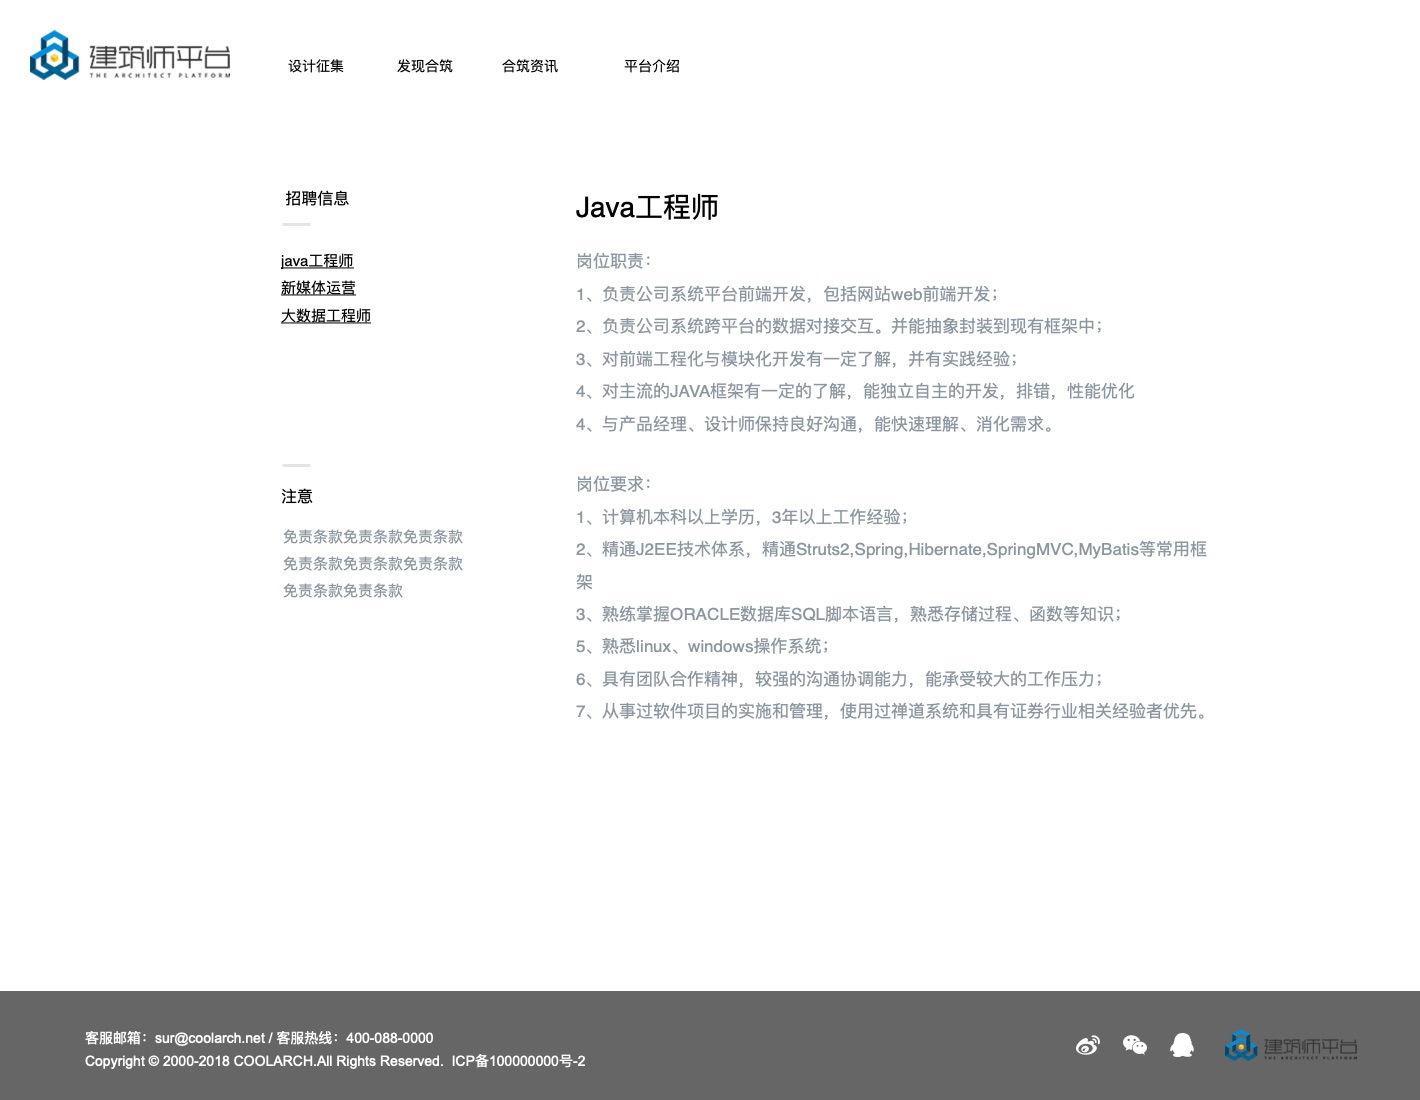 建筑师平台
THE ARCHITECT PLATFORM
设计征集 发现合筑 合筑资讯 平台介绍
招聘信息
java工程师
新媒体运营
大数据工程师
注意
免责条款免责条款免责条款
免责条款免责条款免责条款
免责条款免责条款
Java工程师
岗位职责：
1、负责公司系统平台前端开发，包括网站web前端开发；
2、负责公司系统跨平台的数据对接交互。并能抽象封装到现有框架中；
3、对前端工程化与模块化开发有一定了解，并有实践经验；
4、对主流的JAVA框架有一定的了解，能独立自主的开发，排错，性能优化
4、与产品经理、设计师保持良好沟通，能快速理解、消化需求。
岗位要求：
1、计算机本科以上学历，3年以上工作经验；
2、精通J2EE技术体系，精通Struts2,Spring,Hibernate,SpringMVC,MyBatis等常用框
架
3、熟练掌握ORACLE数据库SQL脚本语言，熟悉存储过程、函数等知识；
5、熟悉linux、windows操作系统；
6、具有团队合作精神，较强的沟通协调能力，能承受较大的工作压力；
7、从事过软件项目的实施和管理，使用过禅道系统和具有证券行业相关经验者优先。
客服邮箱：sur@coolarch.net / 客服热线：400-088-0000
Copyright © 2000-2018 COOLARCH.All Rights Reserved.  ICP备100000000号-2
建筑师平台
THE ARCHITECT PLATFORM